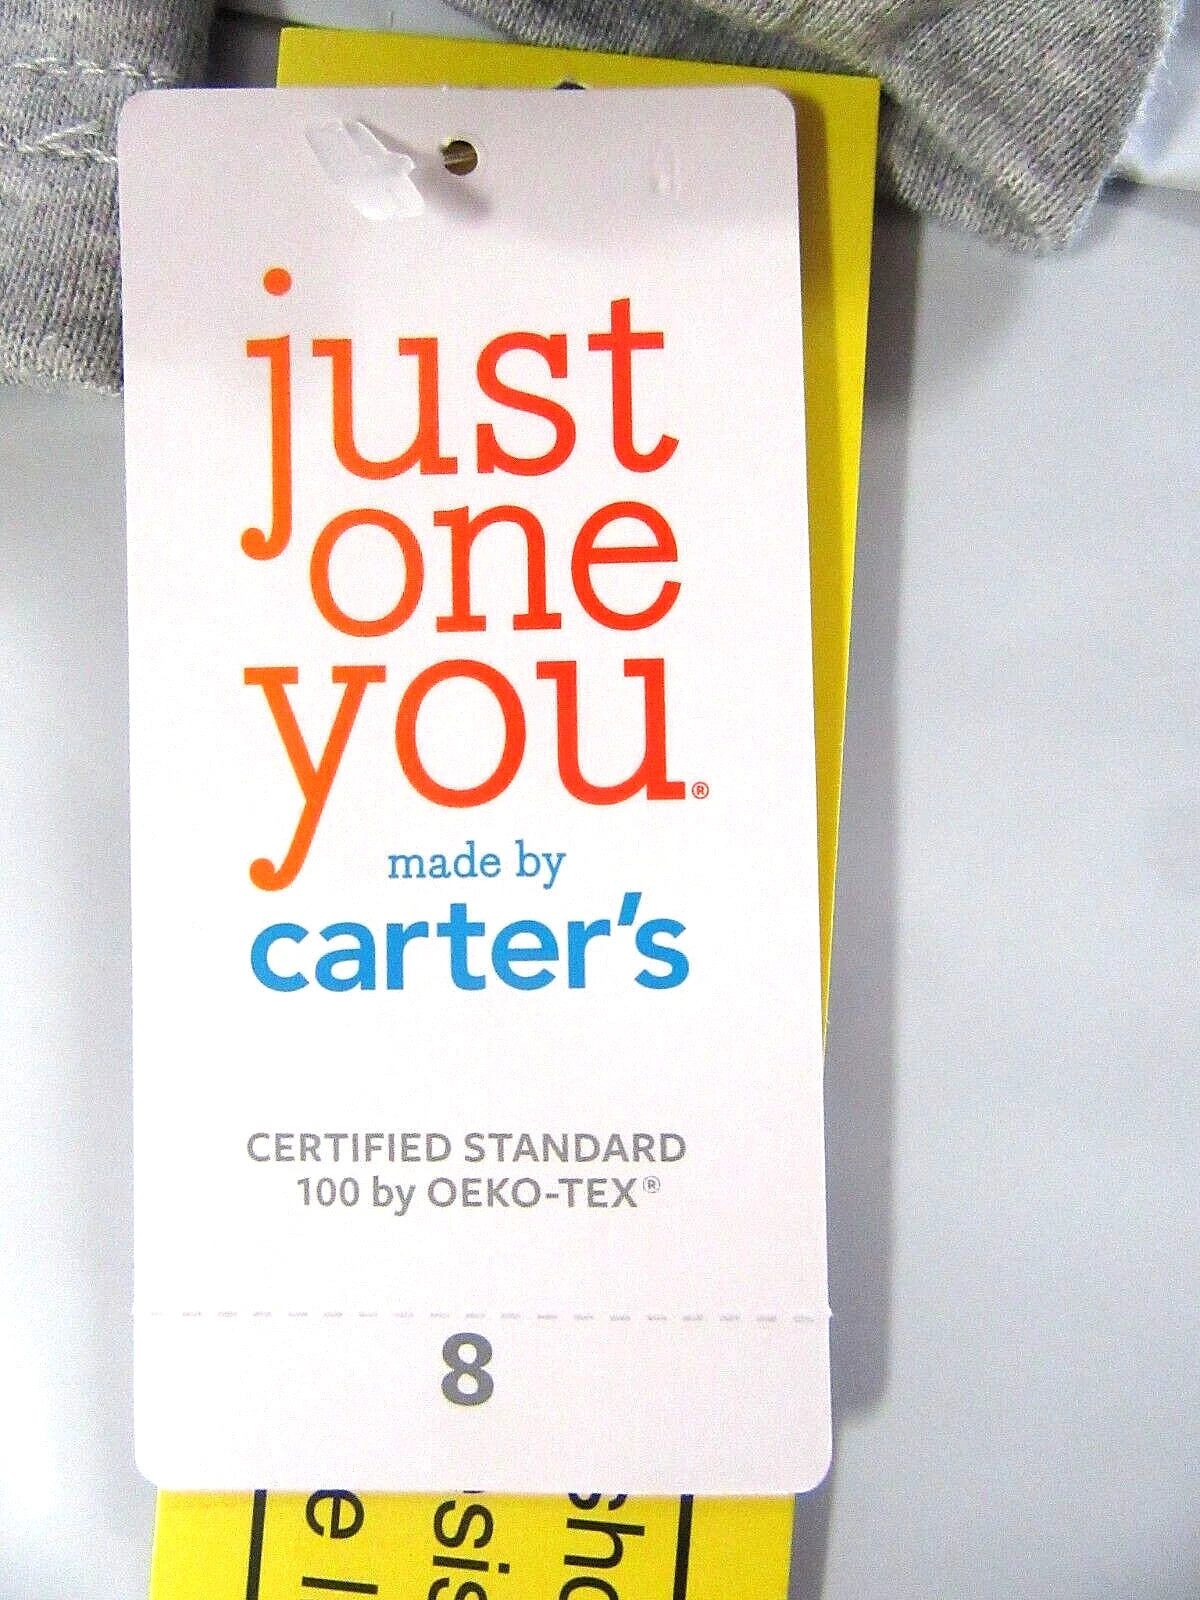 just
one
you®
made by
carter's
CERTIFIED STANDARD
100 by OEKO-TEX®
8